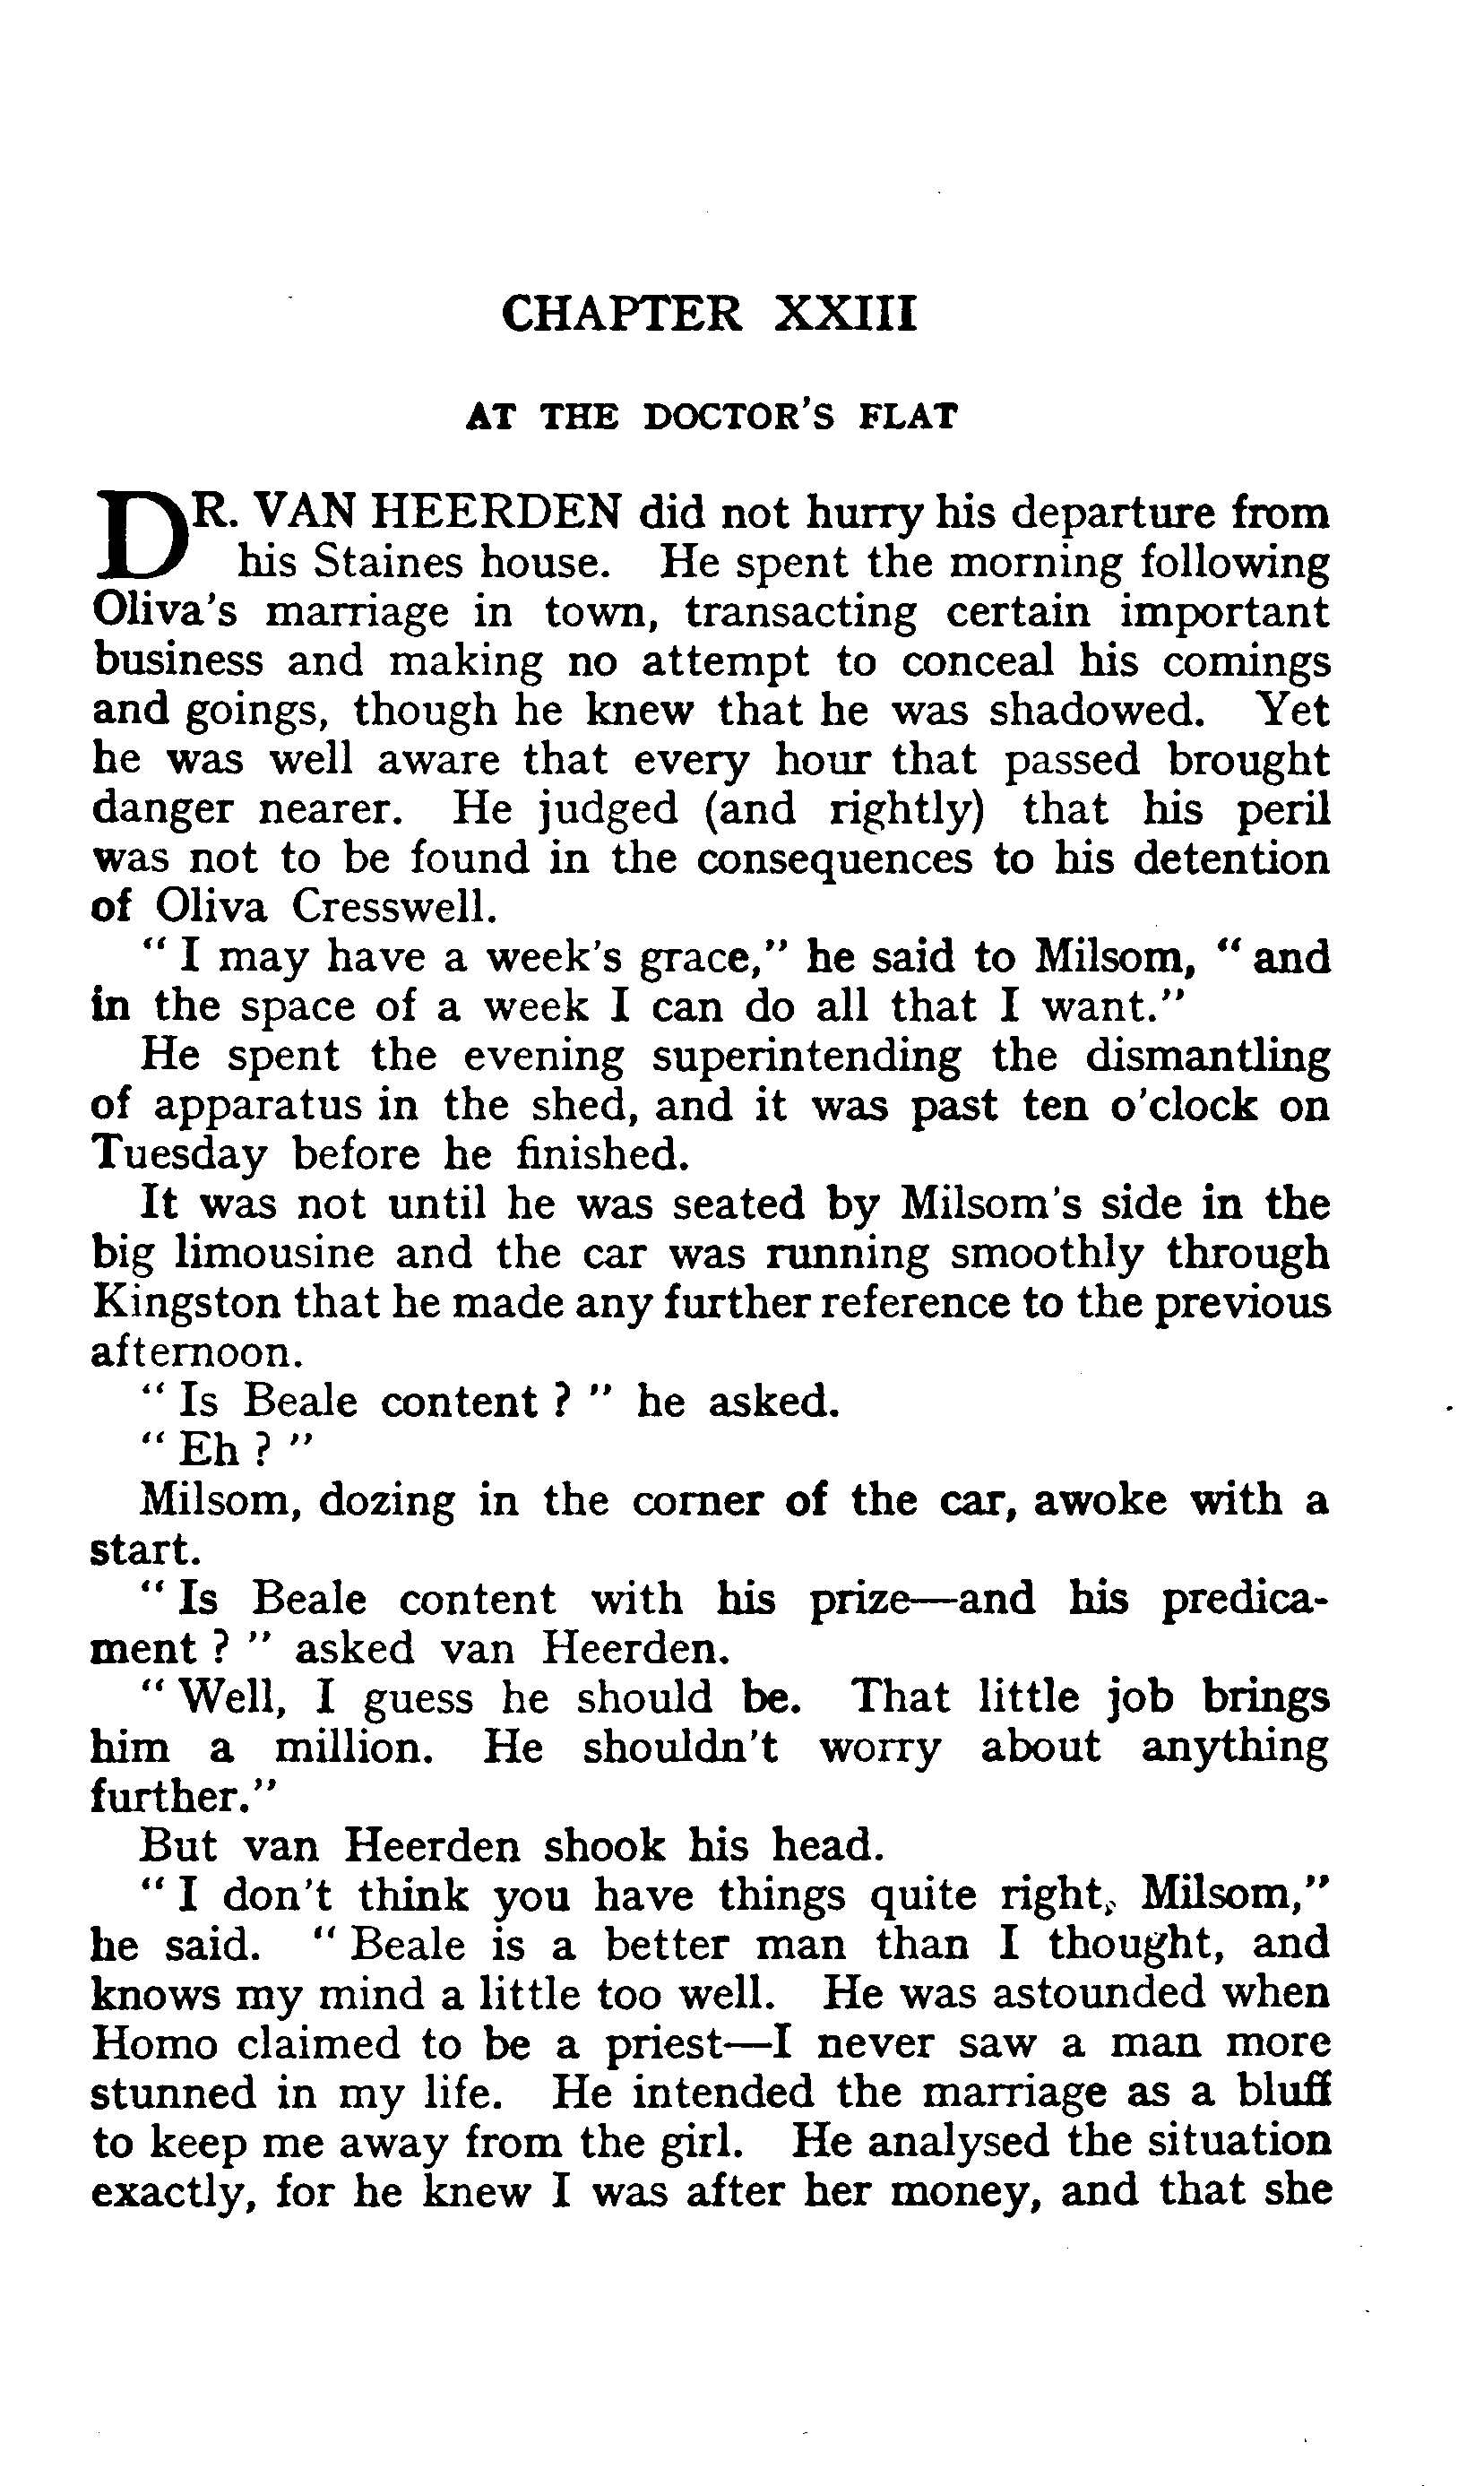 CHAPTER XXIII
AT THE DOCTOR'S FLAT
DR. VAN HEERDEN did not hurry his departure from
his Staines house. He spent the morning following
Oliva's marriage in town, transacting certain important
business and making no attempt to conceal his comings
and goings, though he knew that he was shadowed. Yet
he was well aware that every hour that passed brought
danger nearer. He judged (and rightly) that his peril
was not to be found in the consequences to his detention
of Oliva Cresswell.
" I may have a week's grace," he said to Milsom, " and
in the space of a week I can do all that I want."
He spent the evening superintending the dismantling
of apparatus in the shed, and it was past ten o'clock on
Tuesday before he finished.
It was not until he was seated by Milsom's side in the
big limousine and the car was running smoothly through
Kingston that he made any further reference to the previous
afternoon.
" Is Beale content ? " he asked.
" Eh ? "
Milsom, dozing in the corner of the car, awoke with a
start.
" Is Beale content with his prize—and his predica-
ment ? " asked van Heerden.
" Well, I guess he should be. That little job brings
him a million. He shouldn't worry about anything
further."
But van Heerden shook his head.
" I don't think you have things quite right, Milsom,"
he said. " Beale is a better man than I thought, and
knows my mind a little too well. He was astounded when
Homo claimed to be a priest—I never saw a man more
stunned in my life. He intended the marriage as a bluff
to keep me away from the girl. He analysed the situation
exactly, for he knew I was after her money, and that she